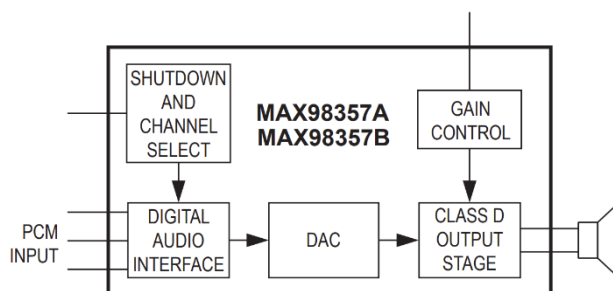 SHUTDOWN
AND
CHANNEL
SELECT
MAX98357A
MAX98357B
GAIN
CONTROL
PCM
INPUT
DIGITAL
AUDIO
INTERFACE
DAC
CLASS D
OUTPUT
STAGE